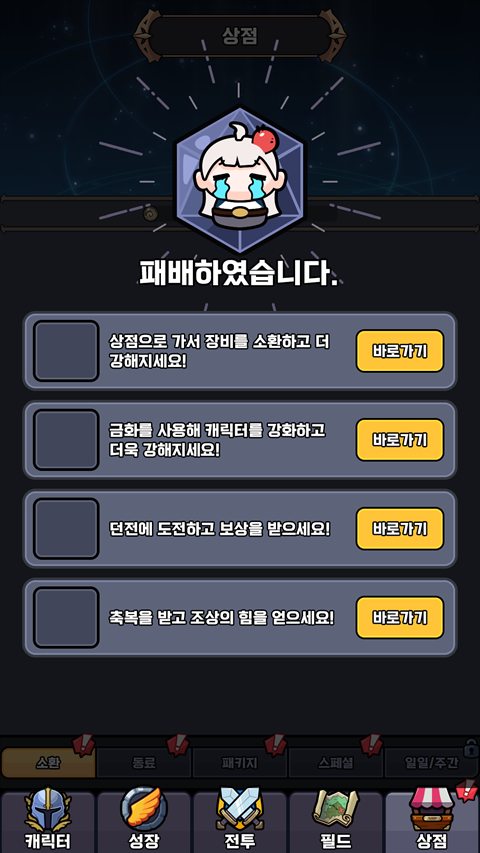 상점
패배하였습니다.
상점으로 가서 장비를 소환하고 더
강해지세요!
바로가기
금화를 사용해 캐릭터를 강화하고
더욱 강해지세요!
바로가기
던전에 도전하고 보상을 받으세요!
바로가기
축복을 받고 조상의 힘을 얻으세요!
바로가기
소환 동료 패키지 스페셜 일일/주간
캐릭터 성장 전투 필드 상점